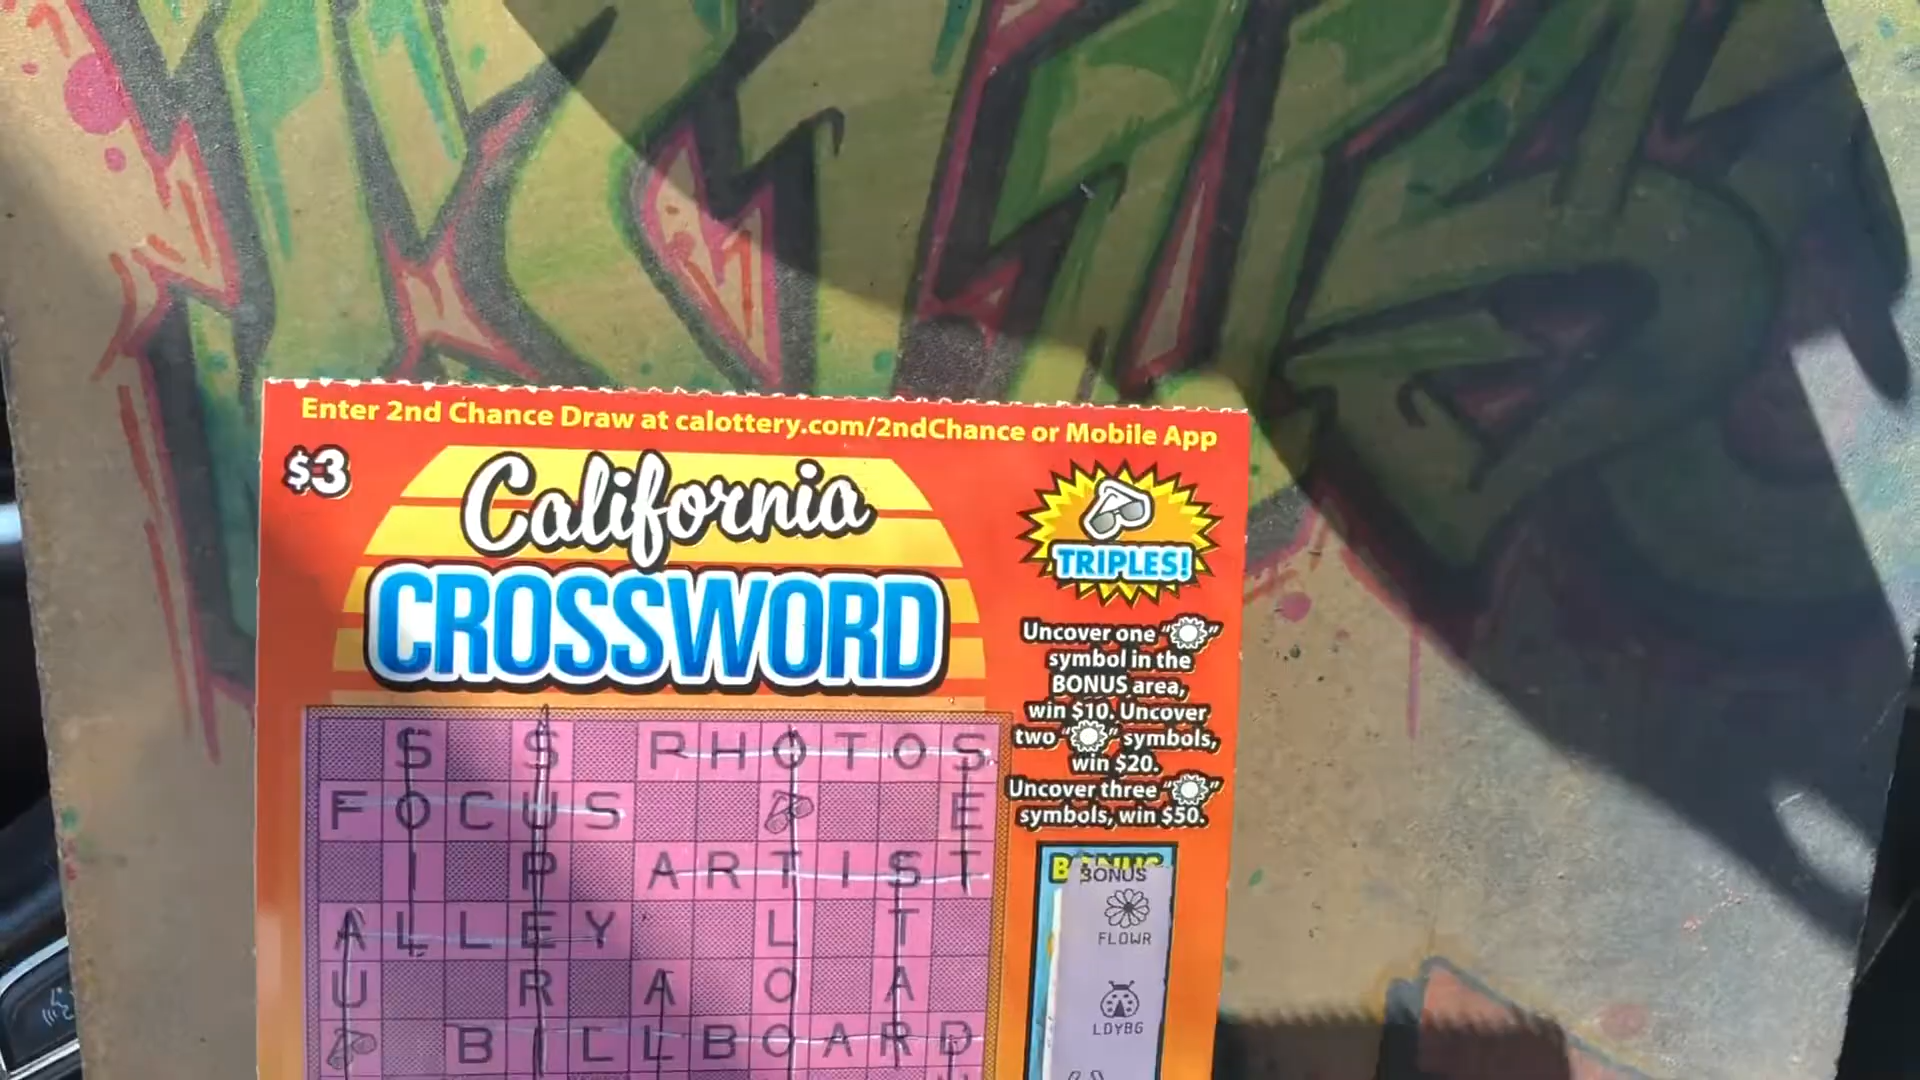 Enter 2nd Chance Draw at calottery.com/2ndChance or Mobile App
$3
California
CROSSWORD
TRIPLES!
Uncover one " "
symbol in the
BONUS area,
win $10. Uncover
two " " symbols,
win $20.
Uncover three " "
symbols, win $50.
S S PHOTOS
FOCUS E
I P ARTIST
ALLEY L T
U R A O A
B I L L B O A R D
BONUS
BONUS
FLOWR
LDYBG